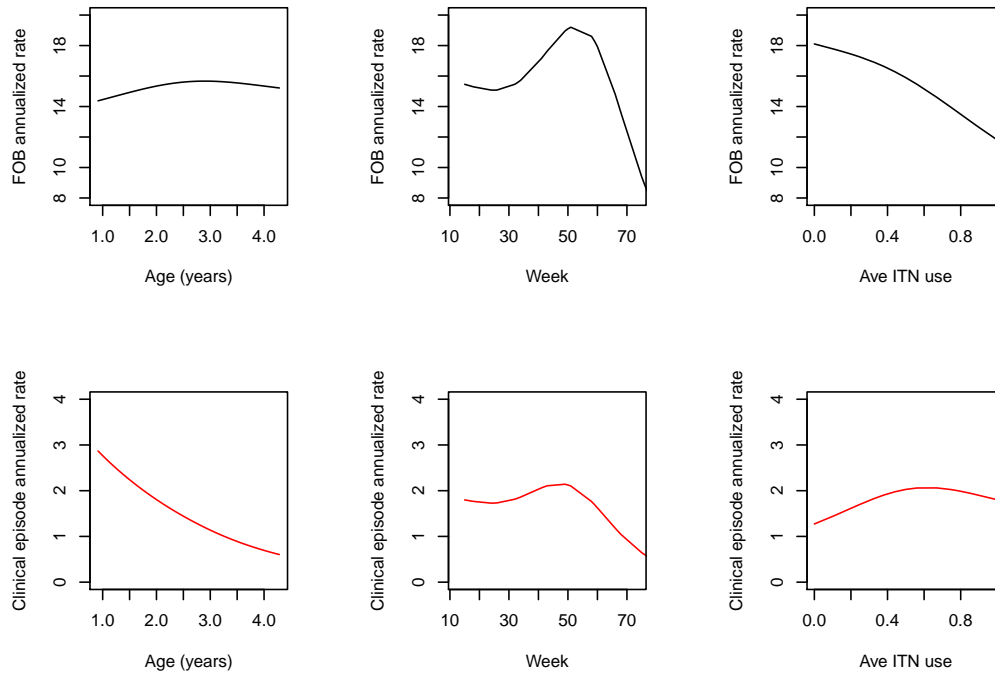 FOB annualized rate
8 10 14 18
1.0 2.0 3.0 4.0
Age (years)
FOB annualized rate
8 10 14 18
10 30 50 70
Week
FOB annualized rate
8 10 14 18
0.0 0.4 0.8
Ave ITN use
Clinical episode annualized rate
0 1 2 3 4
1.0 2.0 3.0 4.0
Age (years)
Clinical episode annualized rate
0 1 2 3 4
10 30 50 70
Week
Clinical episode annualized rate
0 1 2 3 4
0.0 0.4 0.8
Ave ITN use